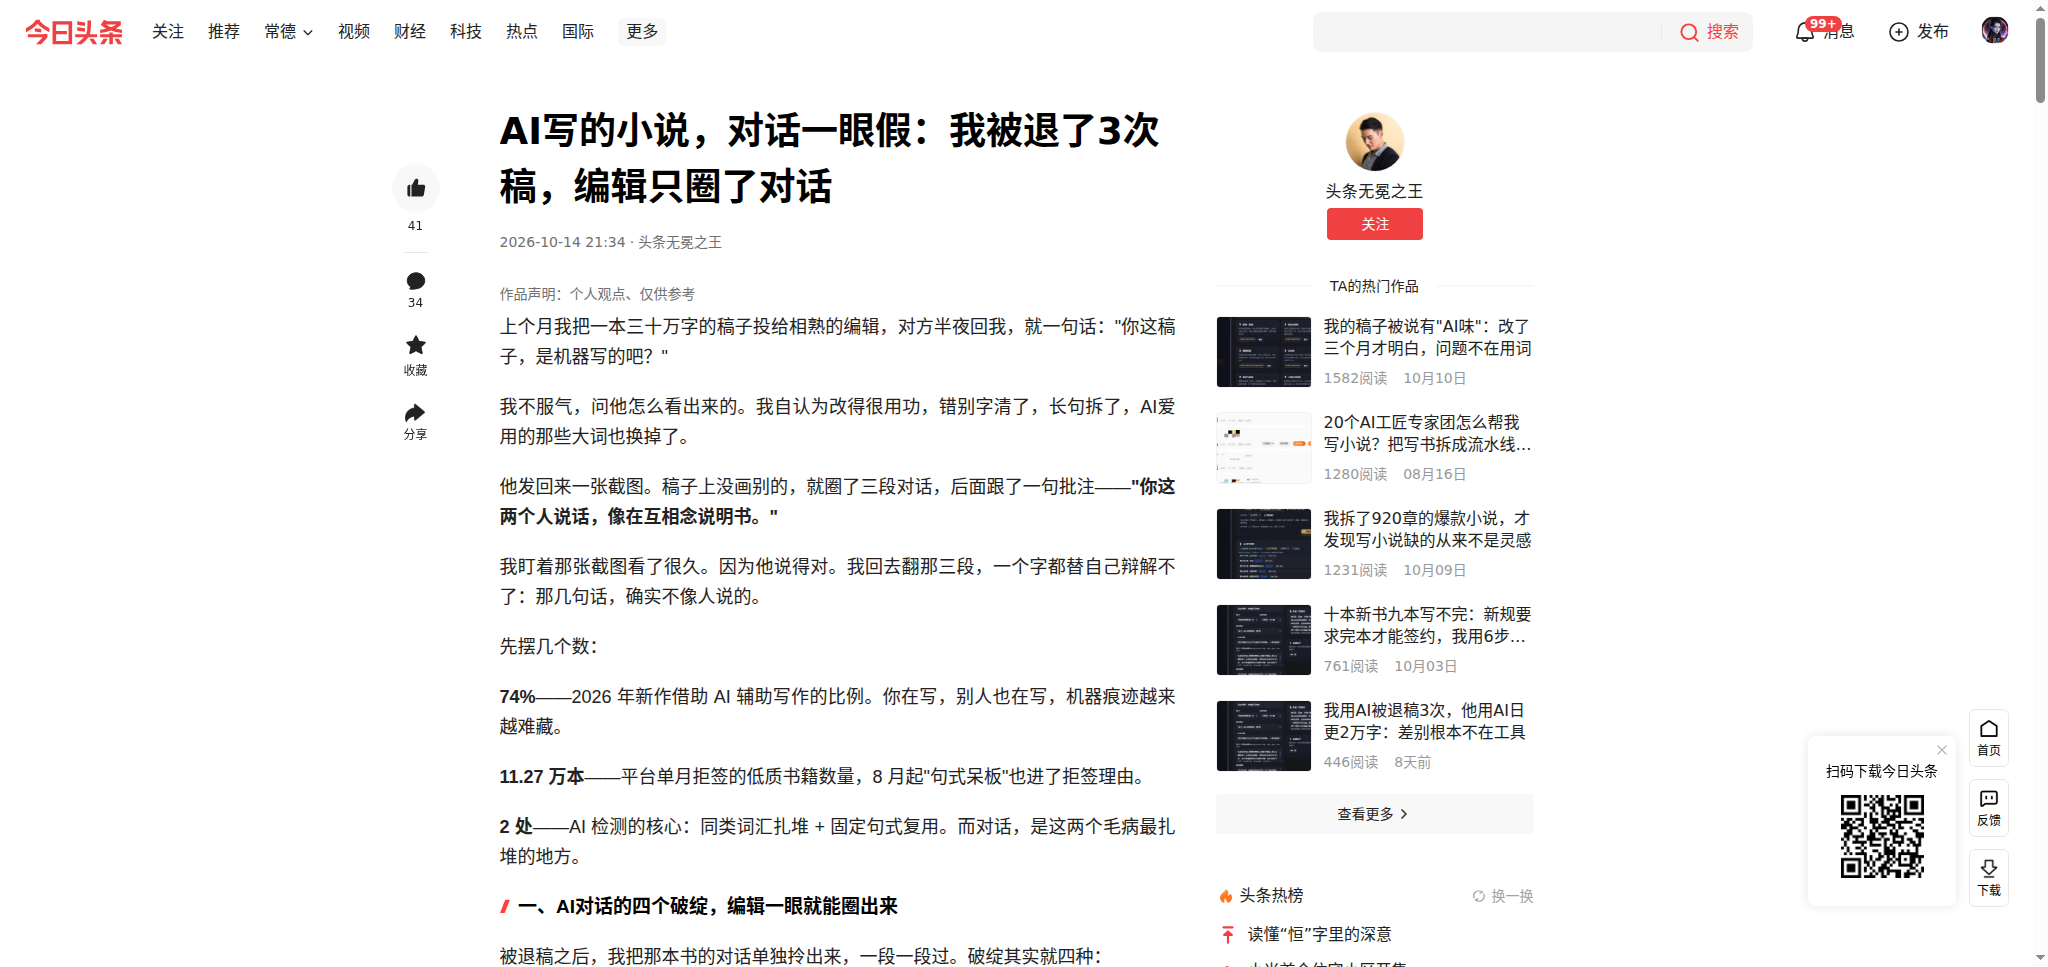 今日头条
关注
推荐
常德
视频
财经
科技
热点
国际
更多
搜索
99+
消息
发布
AI写的小说，对话一眼假：我被退了3次
稿，编辑只圈了对话
2026-10-14 21:34 · 头条无冕之王
作品声明：个人观点、仅供参考
上个月我把一本三十万字的稿子投给相熟的编辑，对方半夜回我，就一句话："你这稿
子，是机器写的吧？"
我不服气，问他怎么看出来的。我自认为改得很用功，错别字清了，长句拆了，AI爱
用的那些大词也换掉了。
他发回来一张截图。稿子上没画别的，就圈了三段对话，后面跟了一句批注——"你这
两个人说话，像在互相念说明书。"
我盯着那张截图看了很久。因为他说得对。我回去翻那三段，一个字都替自己辩解不
了：那几句话，确实不像人说的。
先摆几个数：
74%——2026 年新作借助 AI 辅助写作的比例。你在写，别人也在写，机器痕迹越来
越难藏。
11.27 万本——平台单月拒签的低质书籍数量，8 月起"句式呆板"也进了拒签理由。
2 处——AI 检测的核心：同类词汇扎堆 + 固定句式复用。而对话，是这两个毛病最扎
堆的地方。
一、AI对话的四个破绽，编辑一眼就能圈出来
被退稿之后，我把那本书的对话单独拎出来，一段一段过。破绽其实就四种：
41
34
收藏
分享
头条无冕之王
关注
TA的热门作品
我的稿子被说有"AI味"：改了
三个月才明白，问题不在用词
1582阅读 10月10日
20个AI工匠专家团怎么帮我
写小说？把写书拆成流水线...
1280阅读 08月16日
我拆了920章的爆款小说，才
发现写小说缺的从来不是灵感
1231阅读 10月09日
十本新书九本写不完：新规要
求完本才能签约，我用6步...
761阅读 10月03日
我用AI被退稿3次，他用AI日
更2万字：差别根本不在工具
446阅读 8天前
查看更多
头条热榜
换一换
读懂“恒”字里的深意
扫码下载今日头条
首页
反馈
下载